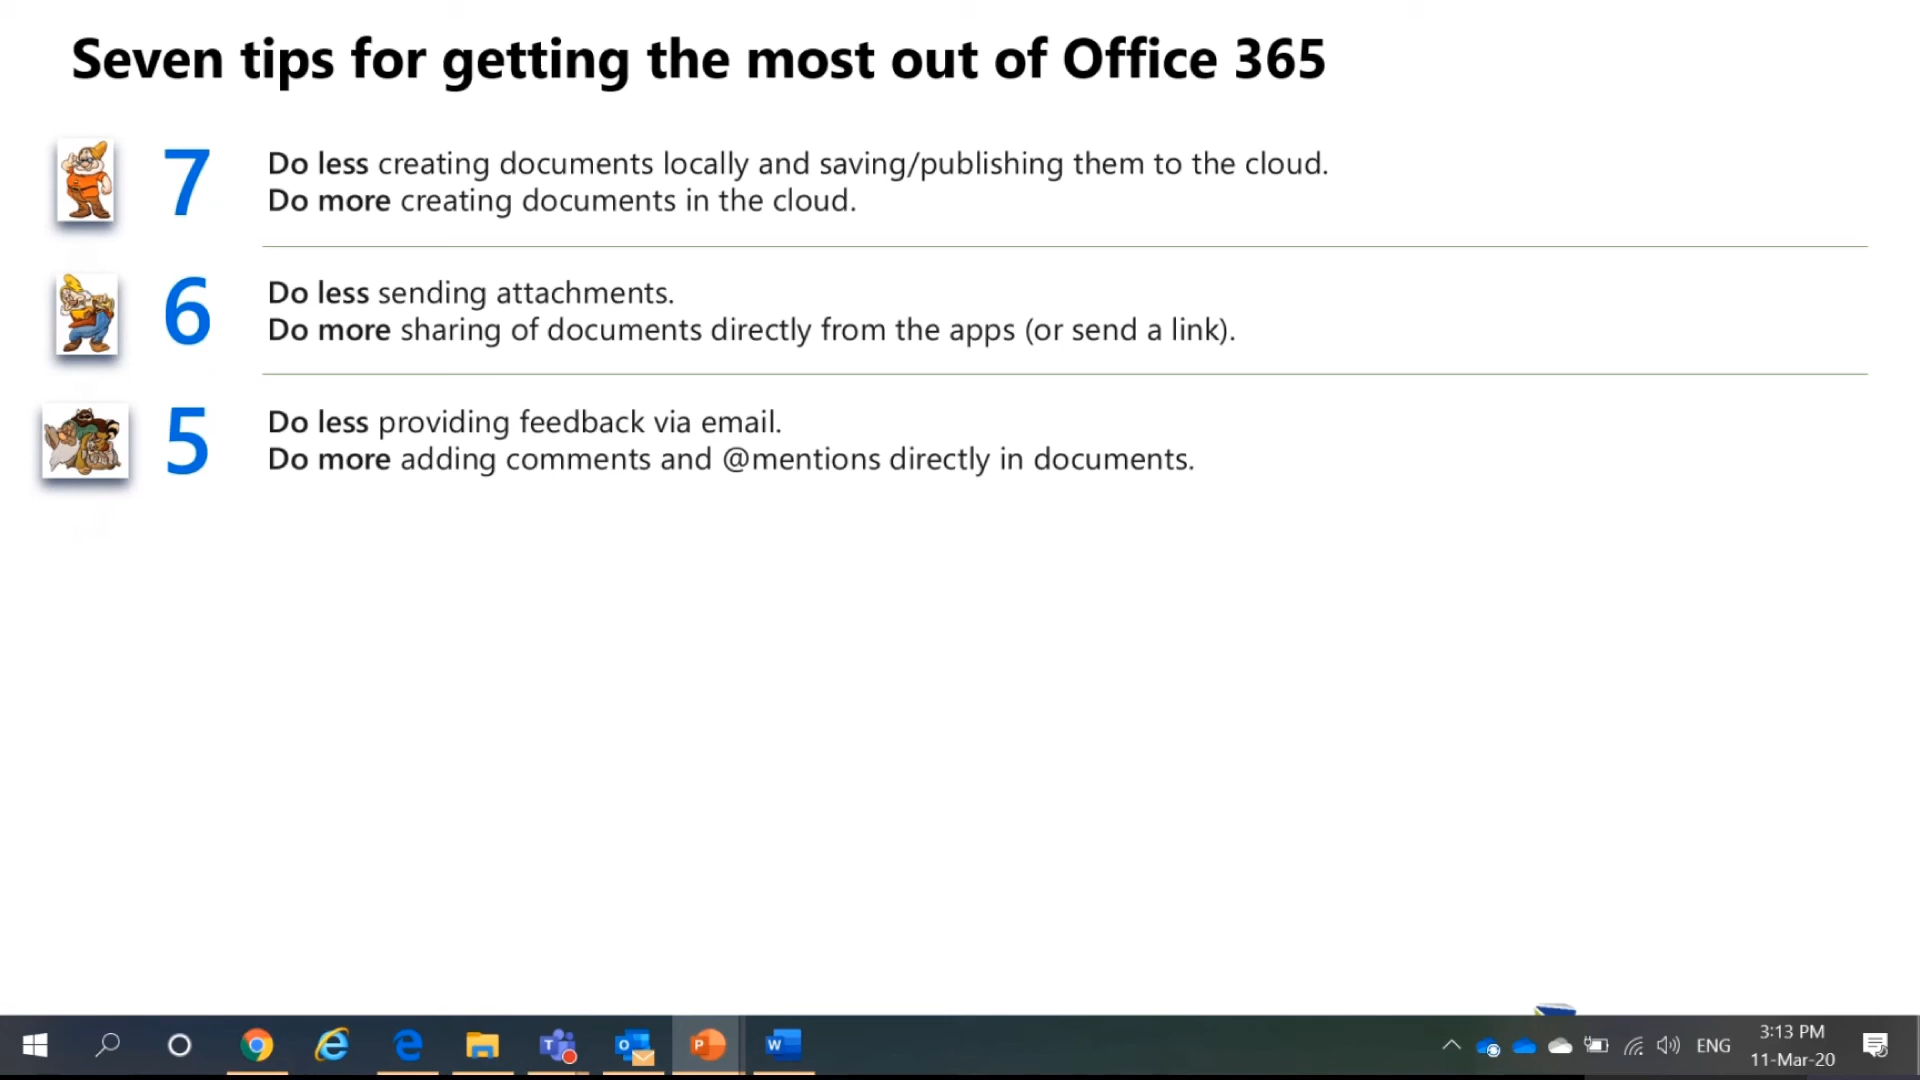 Seven tips for getting the most out of Office 365
7
Do less creating documents locally and saving/publishing them to the cloud.
Do more creating documents in the cloud.
6
Do less sending attachments.
Do more sharing of documents directly from the apps (or send a link).
5
Do less providing feedback via email.
Do more adding comments and @mentions directly in documents.
ENG
3:13 PM
11-Mar-20